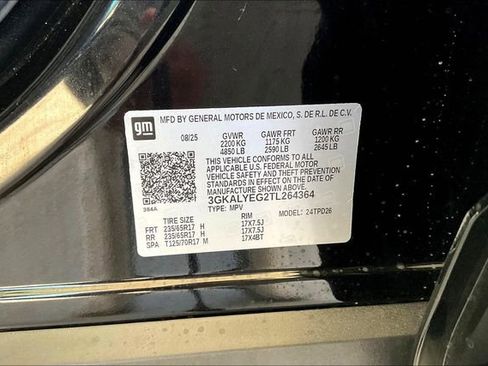 gm
MFD BY GENERAL MOTORS DE MEXICO, S. DE R.L. DE C.V.
08/25 GVWR GAWR FRT GAWR RR
2200 KG 1175 KG 1200 KG
4850 LB 2590 LB 2645 LB
THIS VEHICLE CONFORMS TO ALL
APPLICABLE U.S. FEDERAL MOTOR
VEHICLE SAFETY AND THEFT
PREVENTION STANDARDS IN EFFECT
ON THE DATE OF MANUFACTURE
SHOWN ABOVE.
3GKALYEG2TL264364
384A TYPE: MPV MODEL: 24TPD26
TIRE SIZE RIM
FRT 235/65R17 H 17X7.5J
RR 235/65R17 H 17X7.5J
SPA T125/70R17 M 17X4BT